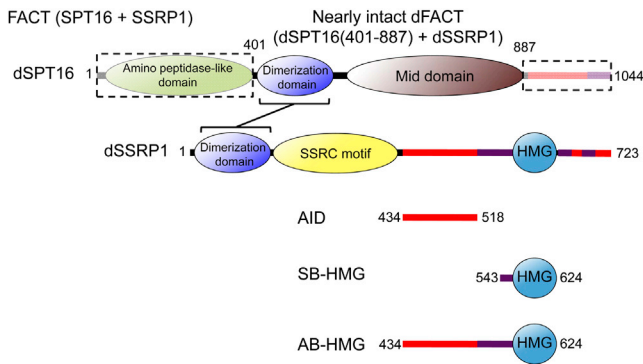 FACT (SPT16 + SSRP1)
Nearly intact dFACT
(dSPT16(401-887) + dSSRP1)
401
887
dSPT16 1
Amino peptidase-like
domain
Dimerization
domain
Mid domain
1044
dSSRP1 1
Dimerization
domain
SSRC motif
HMG
723
AID
434
518
SB-HMG
543
HMG
624
AB-HMG
434
HMG
624